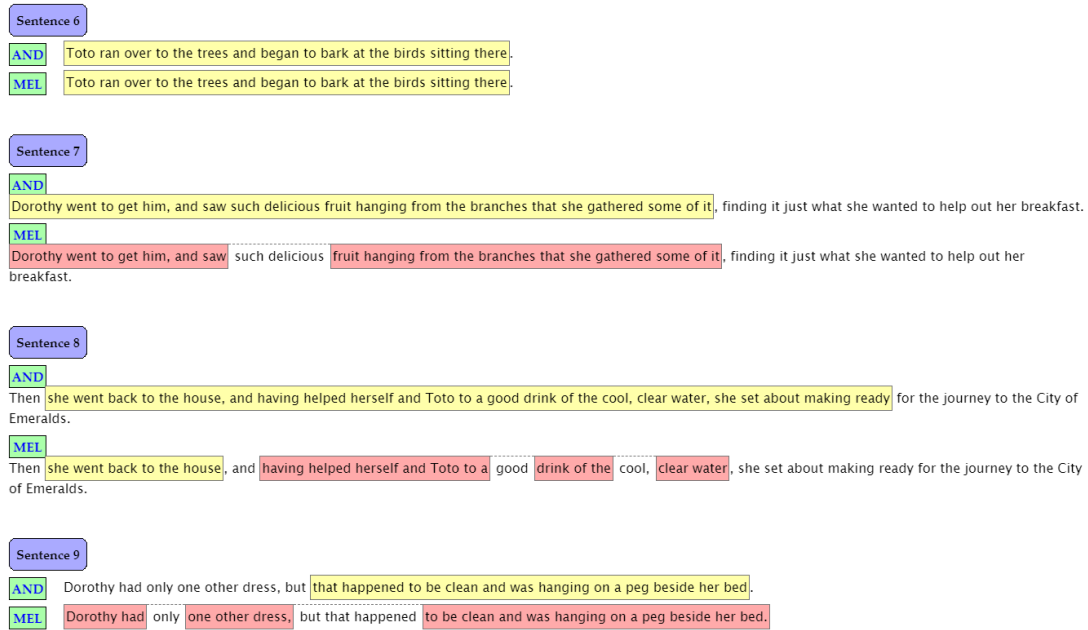 Sentence 6
AND Toto ran over to the trees and began to bark at the birds sitting there.
MEL Toto ran over to the trees and began to bark at the birds sitting there.
Sentence 7
AND
Dorothy went to get him, and saw such delicious fruit hanging from the branches that she gathered some of it, finding it just what she wanted to help out her breakfast.
MEL
Dorothy went to get him, and saw such delicious fruit hanging from the branches that she gathered some of it, finding it just what she wanted to help out her
breakfast.
Sentence 8
AND
Then she went back to the house, and having helped herself and Toto to a good drink of the cool, clear water, she set about making ready for the journey to the City of
Emeralds.
MEL
Then she went back to the house, and having helped herself and Toto to a good drink of the cool, clear water, she set about making ready for the journey to the City
of Emeralds.
Sentence 9
AND Dorothy had only one other dress, but that happened to be clean and was hanging on a peg beside her bed.
MEL Dorothy had only one other dress, but that happened to be clean and was hanging on a peg beside her bed.